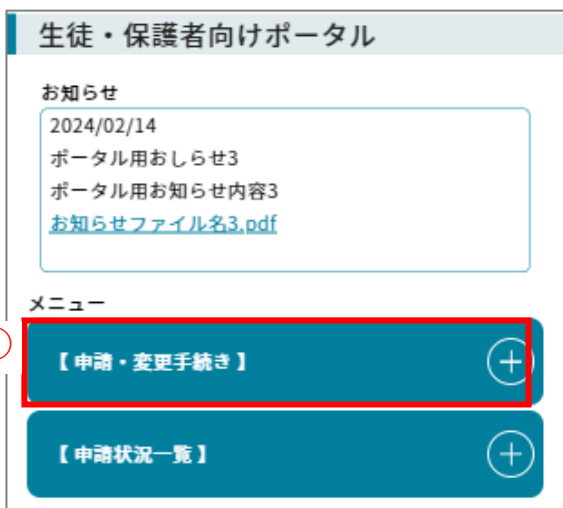 生徒・保護者向けポータル
お知らせ
2024/02/14
ポータル用おしらせ3
ポータル用お知らせ内容3
お知らせファイル名3.pdf
メニュー
【申請・変更手続き】
【申請状況一覧】